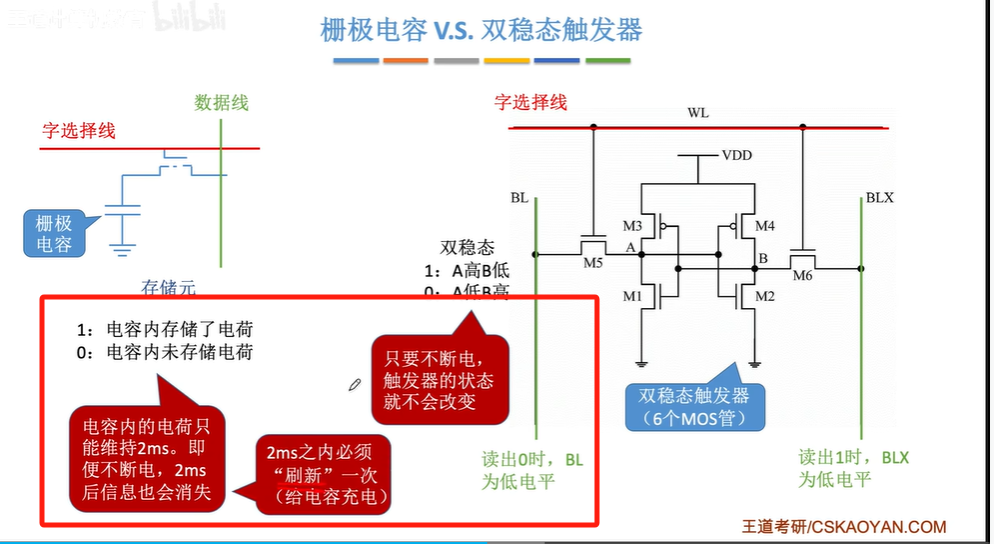 bilibili
栅极电容 V.S. 双稳态触发器
数据线
字选择线
栅极
电容
存储元
1：电容内存储了电荷
0：电容内未存储电荷
电容内的电荷只
能维持2ms。即
便不断电，2ms
后信息也会消失
2ms之内必须
“刷新”一次
（给电容充电）
字选择线
WL
VDD
BL
BLX
M3
M4
A
B
M5
M6
M1
M2
双稳态
1：A高B低
0：A低B高
只要不断电，
触发器的状态
就不会改变
双稳态触发器
（6个MOS管）
读出0时，BL
为低电平
读出1时，BLX
为低电平
王道考研/CSKAOYAN.COM